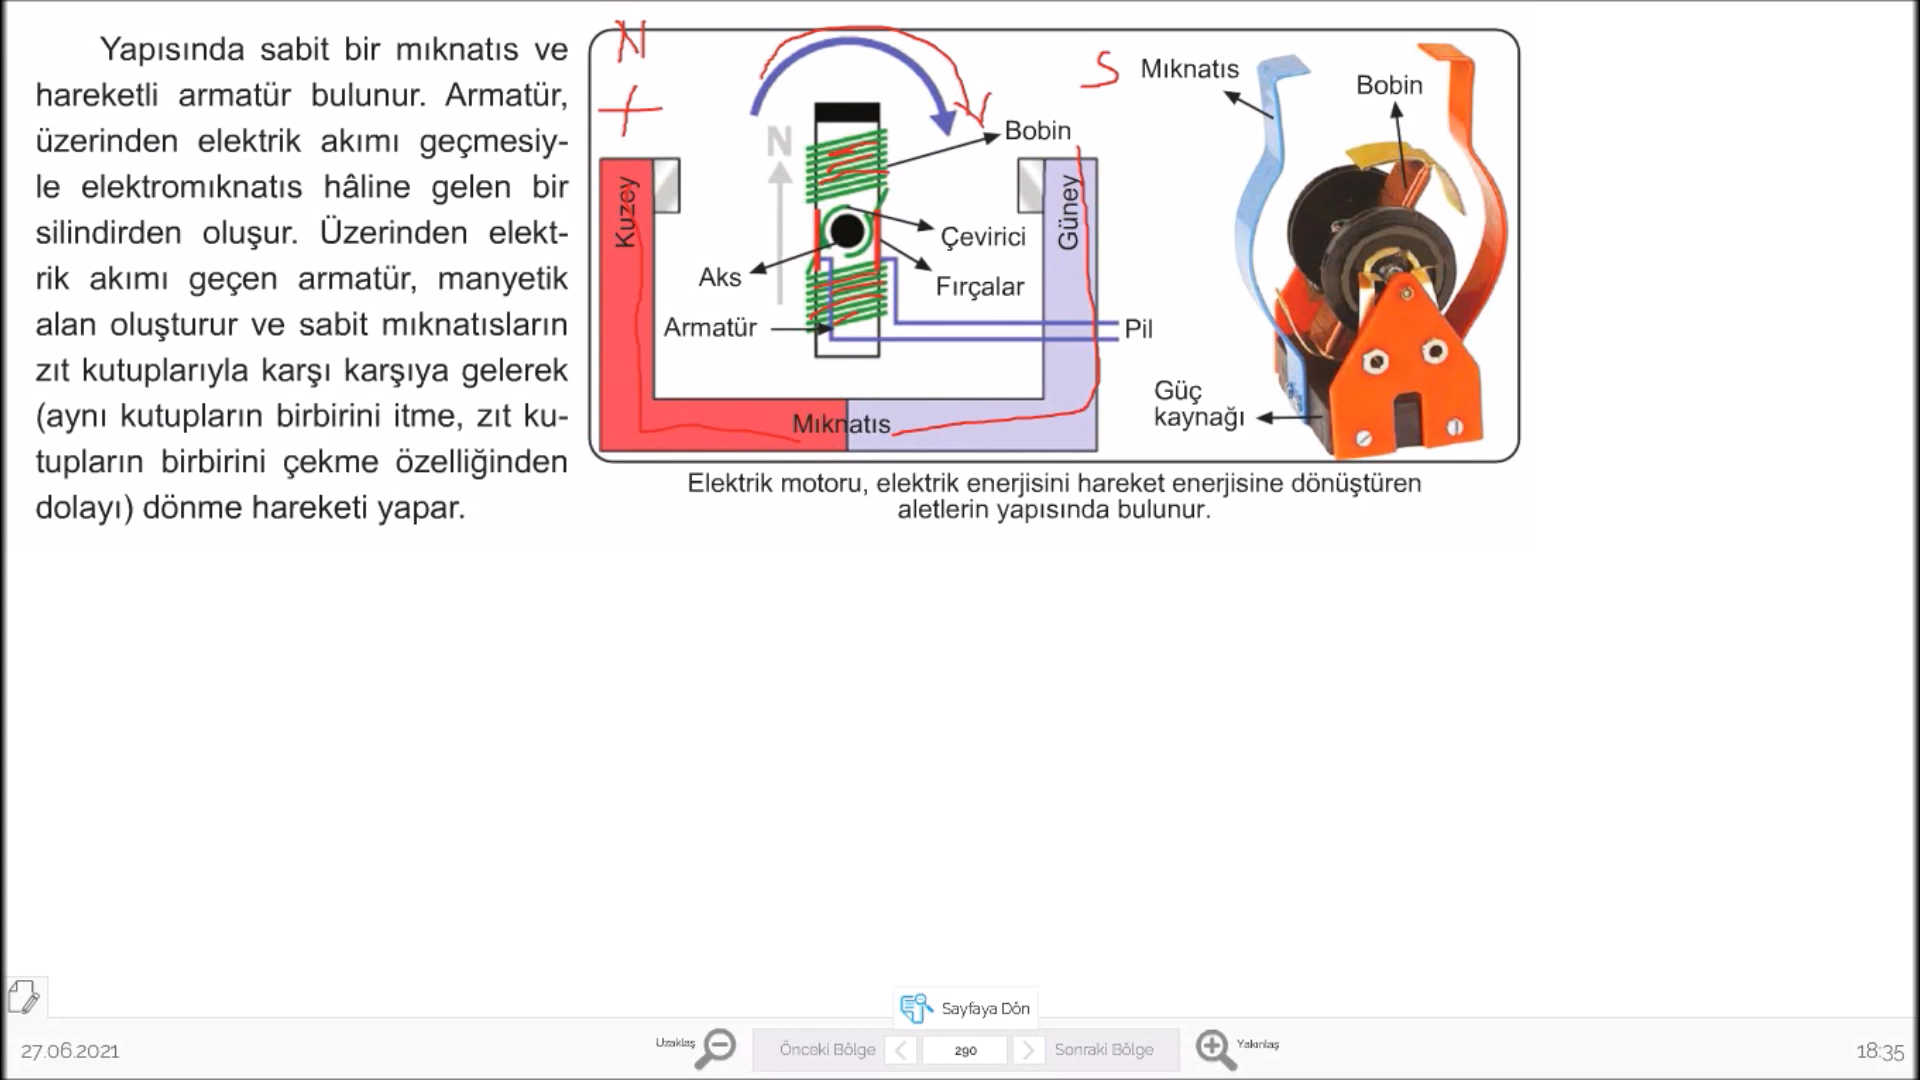 Yapısında sabit bir mıknatıs ve
hareketli armatür bulunur. Armatür,
üzerinden elektrik akımı geçmesiy-
le elektromıknatıs hâline gelen bir
silindirden oluşur. Üzerinden elekt-
rik akımı geçen armatür, manyetik
alan oluşturur ve sabit mıknatısların
zıt kutuplarıyla karşı karşıya gelerek
(aynı kutupların birbirini itme, zıt ku-
tupların birbirini çekme özelliğinden
dolayı) dönme hareketi yapar.
N
+
S
N
Kuzey
Güney
Bobin
Çevirici
Aks
Fırçalar
Armatür
Pil
Mıknatıs
Mıknatıs
Bobin
Güç
kaynağı
Elektrik motoru, elektrik enerjisini hareket enerjisine dönüştüren
aletlerin yapısında bulunur.
Sayfaya Dön
27.06.2021
Uzaklaş
Önceki Bölge
290
Sonraki Bölge
Yakınlaş
18:35